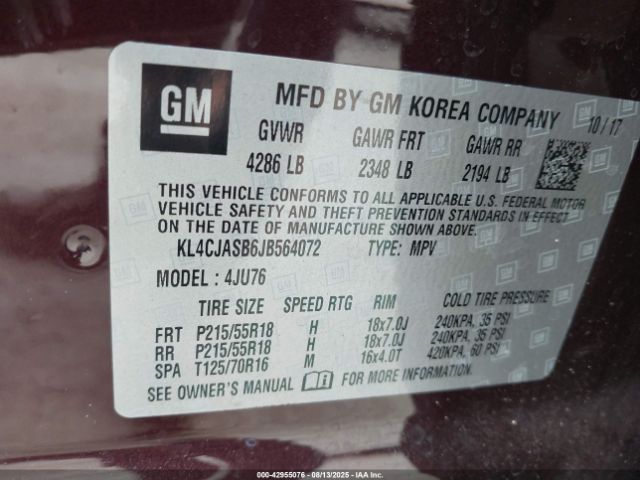 GM
MFD BY GM KOREA COMPANY
10/17
GVWR GAWR FRT GAWR RR
4286 LB 2348 LB 2194 LB
THIS VEHICLE CONFORMS TO ALL APPLICABLE U.S. FEDERAL MOTOR
VEHICLE SAFETY AND THEFT PREVENTION STANDARDS IN EFFECT
ON THE DATE OF MANUFACTURE SHOWN ABOVE.
KL4CJASB6JB564072 TYPE: MPV
MODEL : 4JU76
TIRE SIZE SPEED RTG RIM COLD TIRE PRESSURE
FRT P215/55R18 H 18x7.0J 240KPA, 35 PSI
RR P215/55R18 H 18x7.0J 240KPA, 35 PSI
SPA T125/70R16 M 16x4.0T 420KPA, 60 PSI
SEE OWNER'S MANUAL FOR MORE INFORMATION.
000-42955076 - 08/13/2025 - IAAI.COM